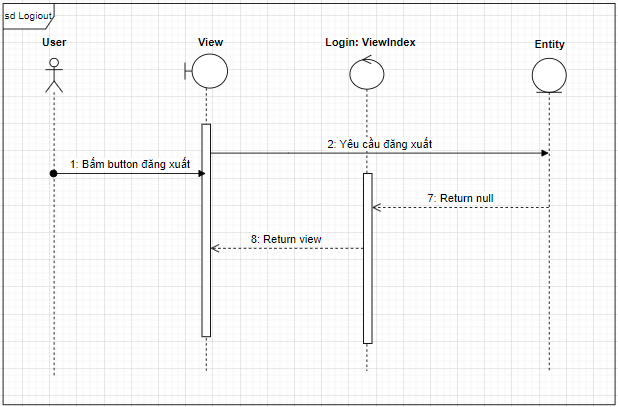 sd Logiout
User
View
Login: ViewIndex
Entity
2: Yêu cầu đăng xuất
1: Bấm button đăng xuất
7: Return null
8: Return view